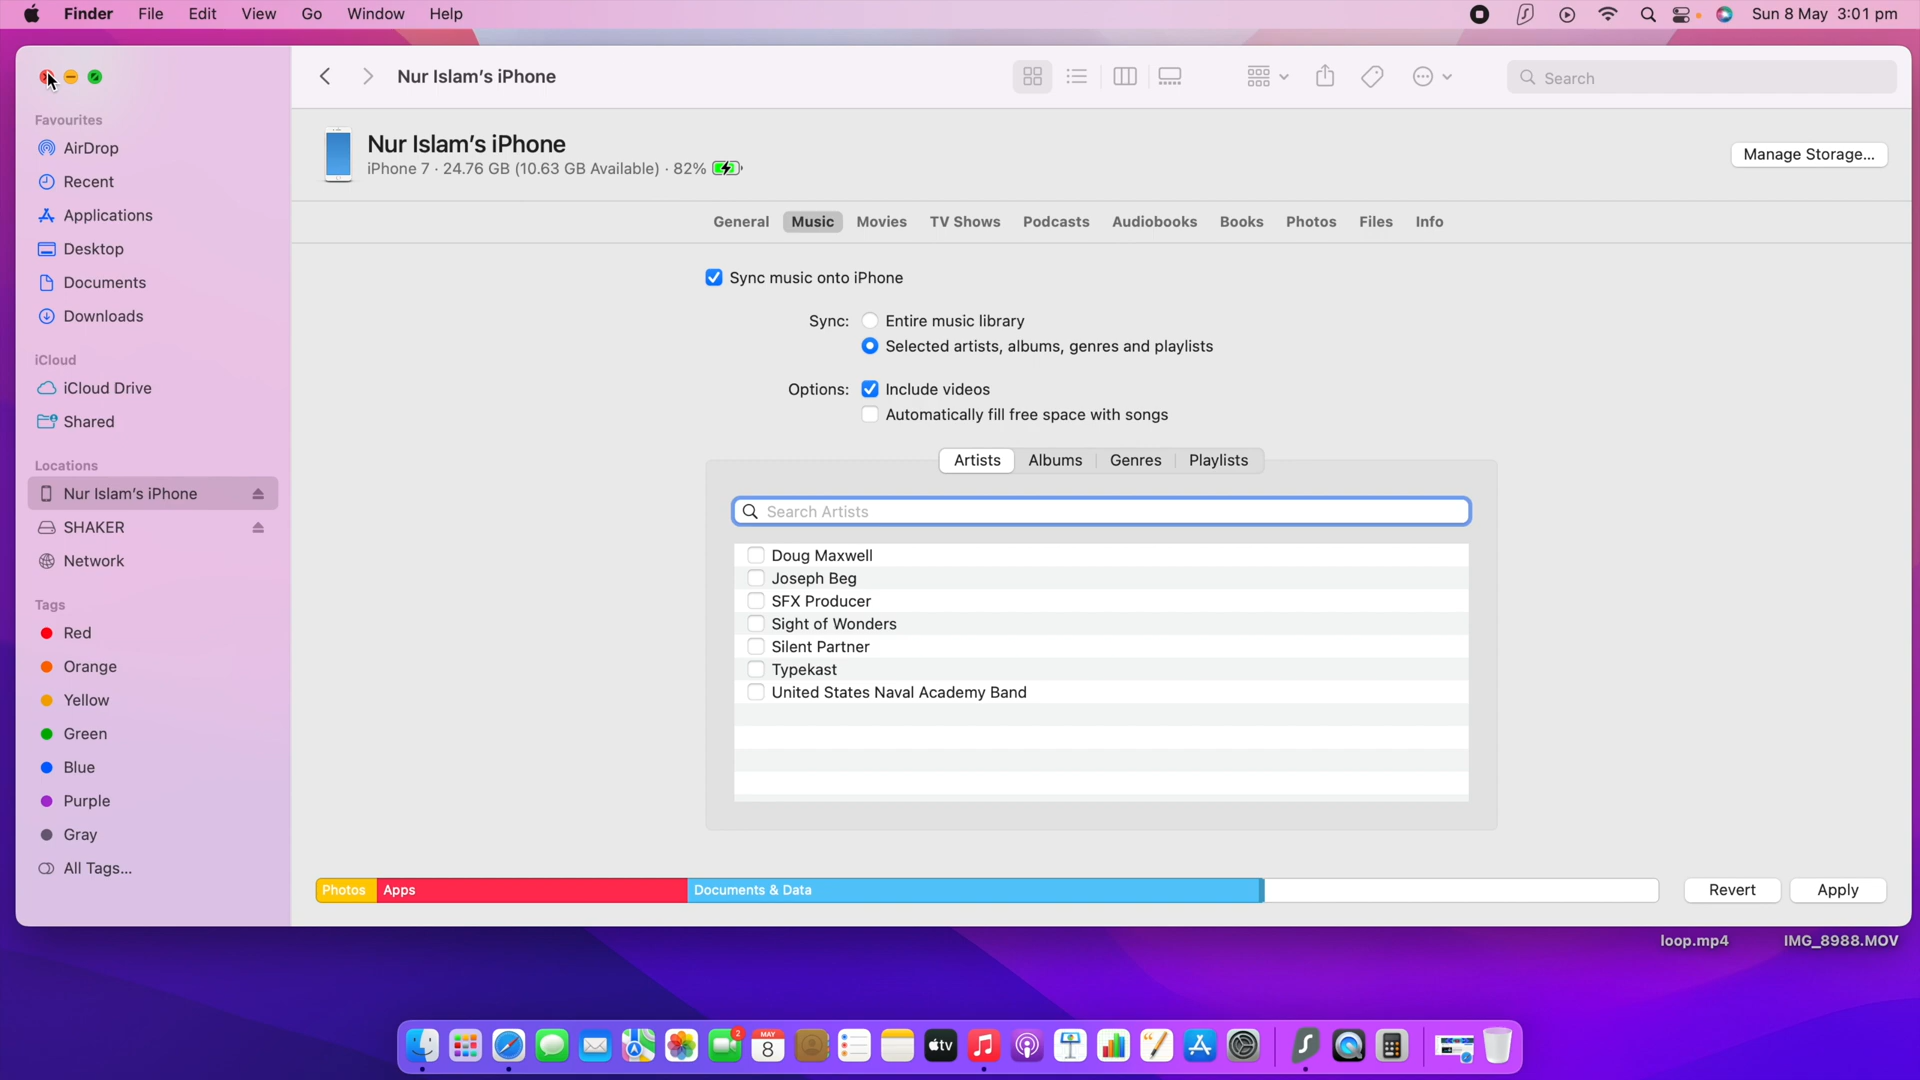 Finder File Edit View Go Window Help Sun 8 May 3:01 pm
Nur Islam's iPhone
Search
Favourites
AirDrop
Recent
Applications
Desktop
Documents
Downloads
iCloud
iCloud Drive
Shared
Locations
Nur Islam's iPhone
SHAKER
Network
Tags
Red
Orange
Yellow
Green
Blue
Purple
Gray
All Tags...
Nur Islam's iPhone
iPhone 7 · 24.76 GB (10.63 GB Available) · 82%
Manage Storage...
General Music Movies TV Shows Podcasts Audiobooks Books Photos Files Info
Sync music onto iPhone
Sync: Entire music library
Selected artists, albums, genres and playlists
Options: Include videos
Automatically fill free space with songs
Artists Albums Genres Playlists
Search Artists
Doug Maxwell
Joseph Beg
SFX Producer
Sight of Wonders
Silent Partner
Typekast
United States Naval Academy Band
Photos Apps Documents & Data Revert Apply
loop.mp4 IMG_8988.MOV
2 MAY 8 tv